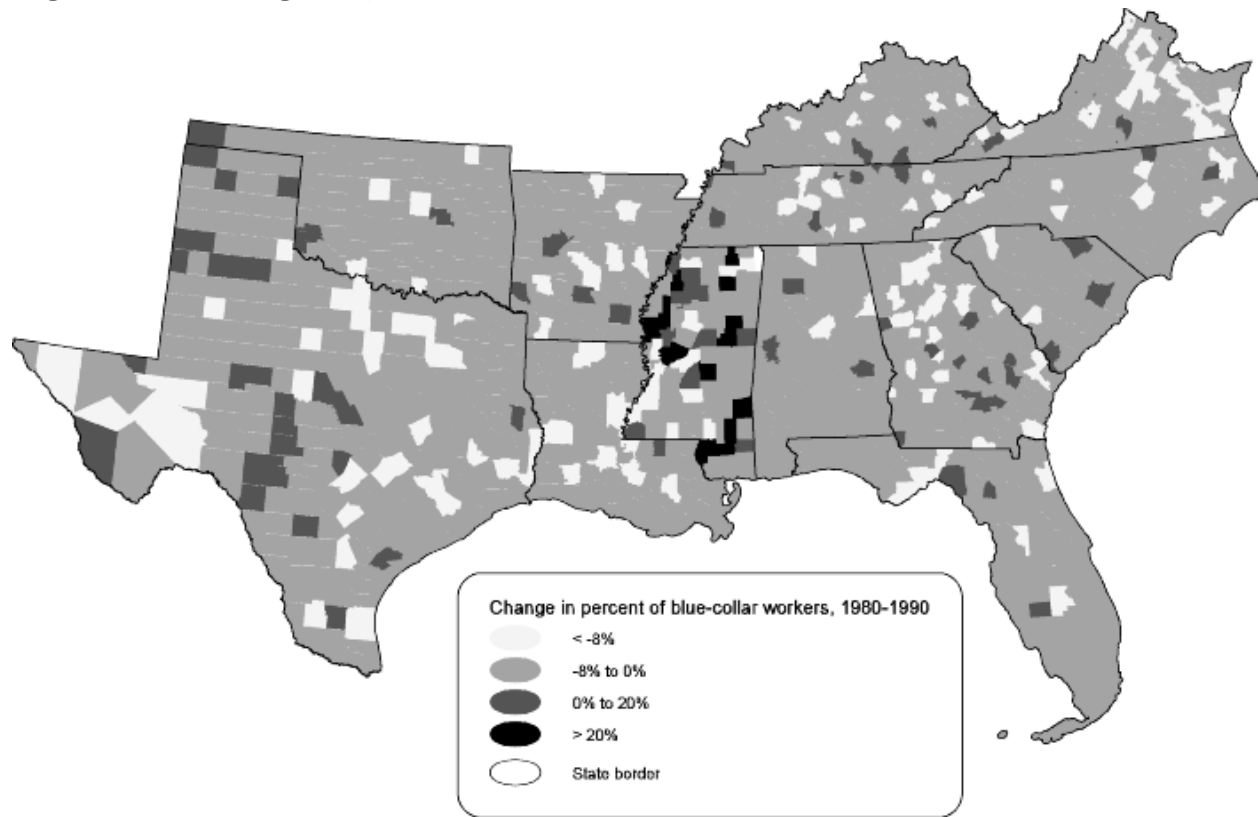 Change in percent of blue-collar workers, 1980-1990
< -8%
-8% to 0%
0% to 20%
> 20%
State border